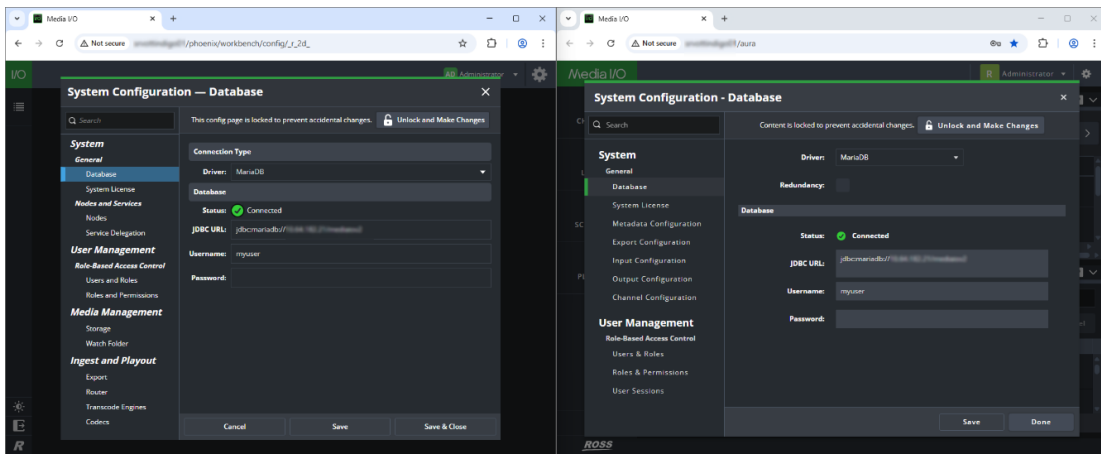 Media I/O
Not secure
/phoenix/workbench/config/_r_2d_
I/O
AD Administrator
System Configuration — Database
Search
This config page is locked to prevent accidental changes.
Unlock and Make Changes
System
General
Database
System License
Nodes and Services
Nodes
Service Delegation
User Management
Role-Based Access Control
Users and Roles
Roles and Permissions
Media Management
Storage
Watch Folder
Ingest and Playout
Export
Router
Transcode Engines
Codecs
Connection Type
Driver: MariaDB
Database
Status: Connected
JDBC URL: jdbc:mariadb://
Username: myuser
Password:
Cancel
Save
Save & Close
R
Media I/O
Not secure
/aura
Media I/O
R Administrator
System Configuration - Database
Search
Content is locked to prevent accidental changes.
Unlock and Make Changes
System
General
Database
System License
Metadata Configuration
Export Configuration
Input Configuration
Output Configuration
Channel Configuration
User Management
Role-Based Access Control
Users & Roles
Roles & Permissions
User Sessions
Driver: MariaDB
Redundancy:
Database
Status: Connected
JDBC URL: jdbc:mariadb://
Username: myuser
Password:
Save
Done
ROSS